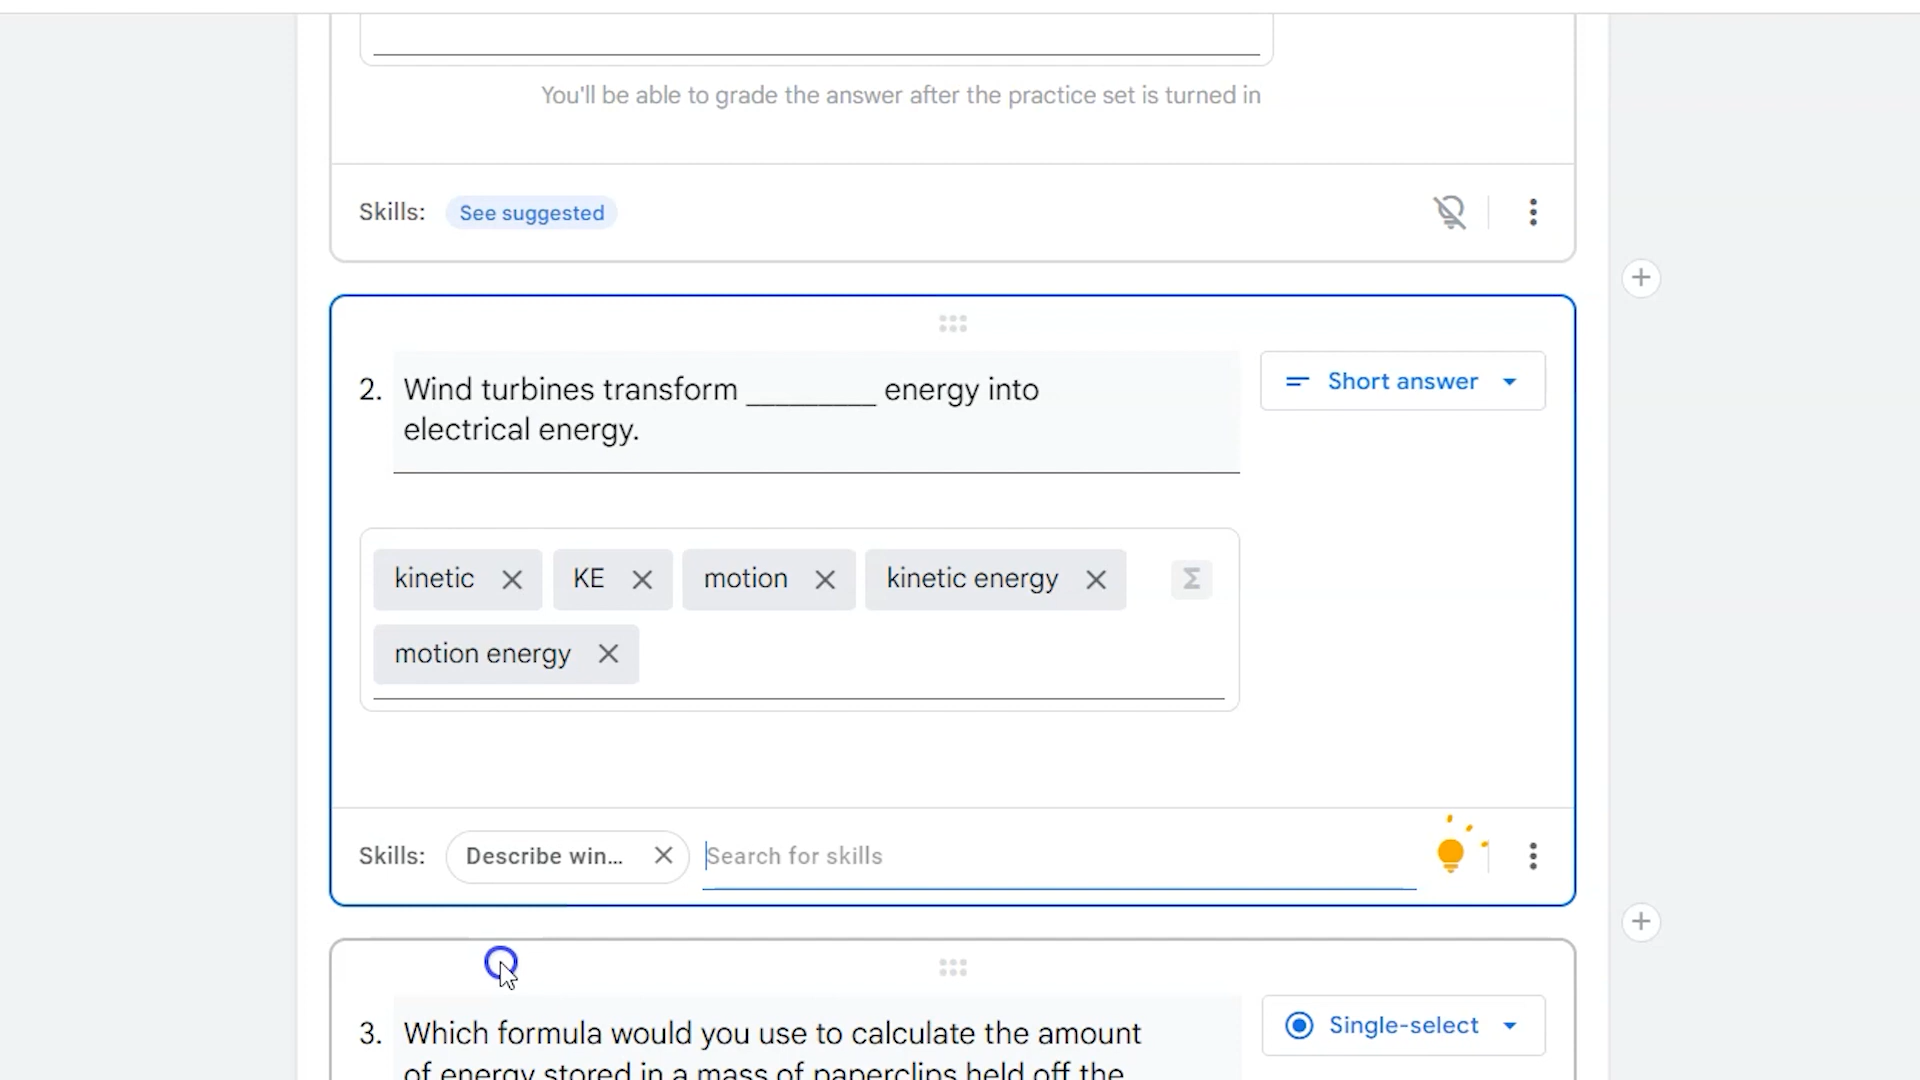 You'll be able to grade the answer after the practice set is turned in
Skills: See suggested
2. Wind turbines transform _________ energy into
electrical energy.
Short answer
kinetic KE motion kinetic energy
Σ
motion energy
Skills: Describe win... Search for skills
3. Which formula would you use to calculate the amount
of energy stored in a mass of paperclips held off the
Single-select